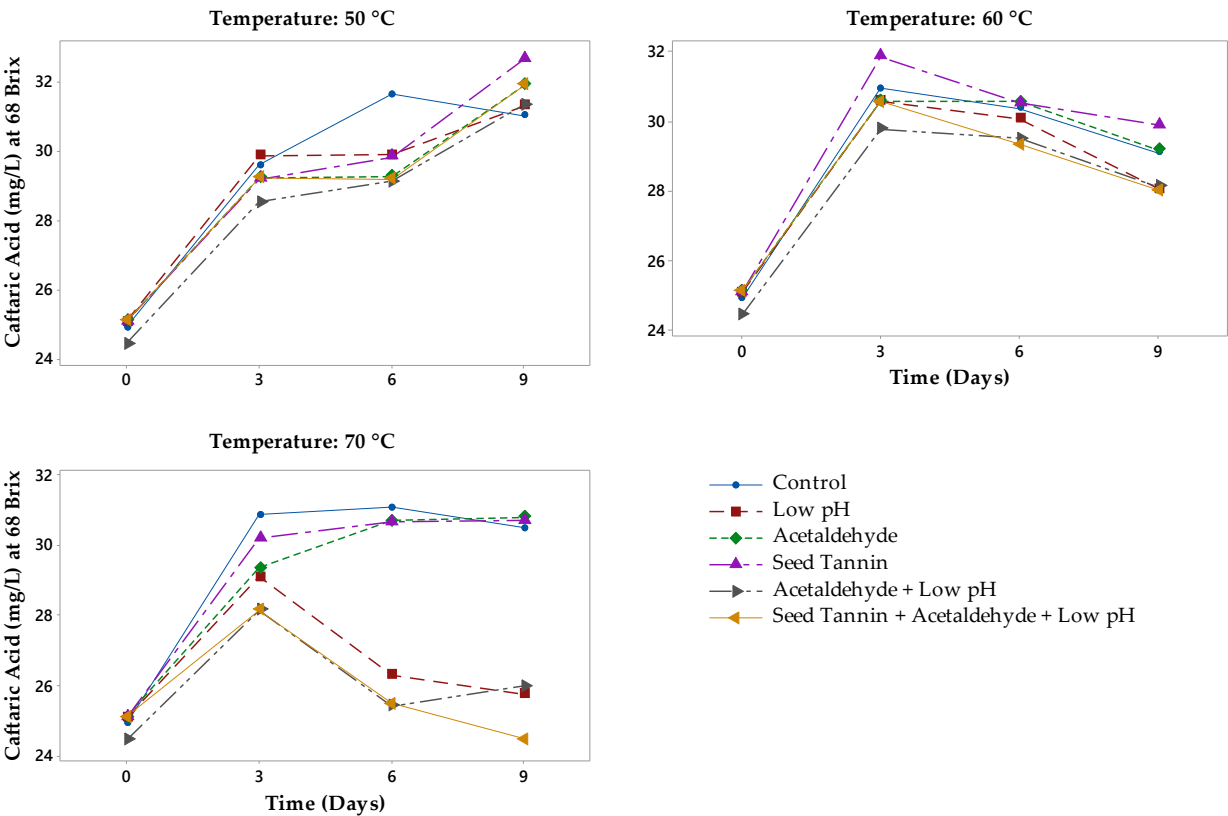 Temperature: 50 °C
Caftaric Acid (mg/L) at 68 Brix
32
30
28
26
24
0 3 6 9
Temperature: 60 °C
32
30
28
26
24
0 3 6 9
Time (Days)
Temperature: 70 °C
Caftaric Acid (mg/L) at 68 Brix
32
30
28
26
24
0 3 6 9
Time (Days)
Control
Low pH
Acetaldehyde
Seed Tannin
Acetaldehyde + Low pH
Seed Tannin + Acetaldehyde + Low pH